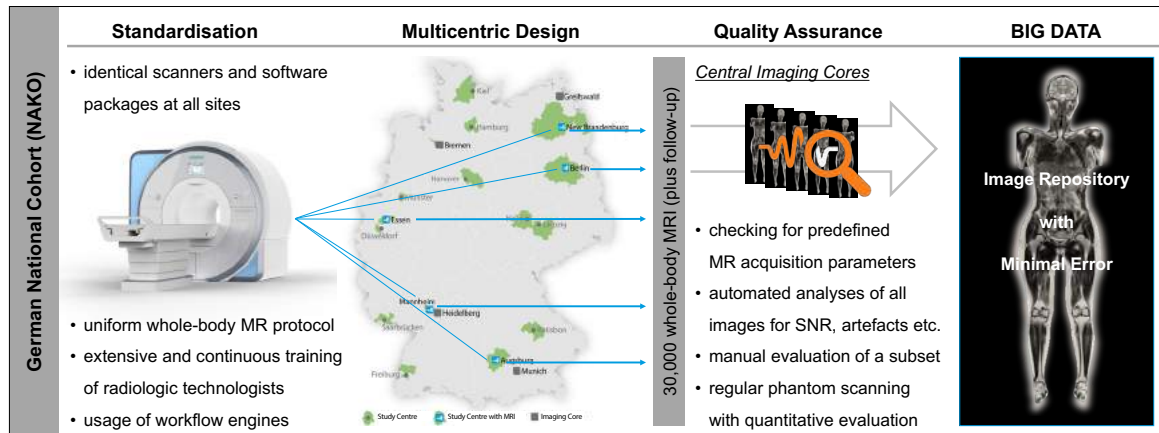 German National Cohort (NAKO)
Standardisation
• identical scanners and software
packages at all sites
• uniform whole-body MR protocol
• extensive and continuous training
of radiologic technologists
• usage of workflow engines
Multicentric Design
Kiel
Greifswald
Hamburg
New Brandenburg
Bremen
Berlin
Hanover
Münster
Essen
Leipzig
Düsseldorf
Mannheim
Heidelberg
Saarbrücken
Augsburg
Munich
Freiburg
Study Centre
Study Centre with MRI
Imaging Core
30,000 whole-body MRI (plus follow-up)
Quality Assurance
Central Imaging Cores
• checking for predefined
MR acquisition parameters
• automated analyses of all
images for SNR, artefacts etc.
• manual evaluation of a subset
• regular phantom scanning
with quantitative evaluation
BIG DATA
Image Repository
with
Minimal Error